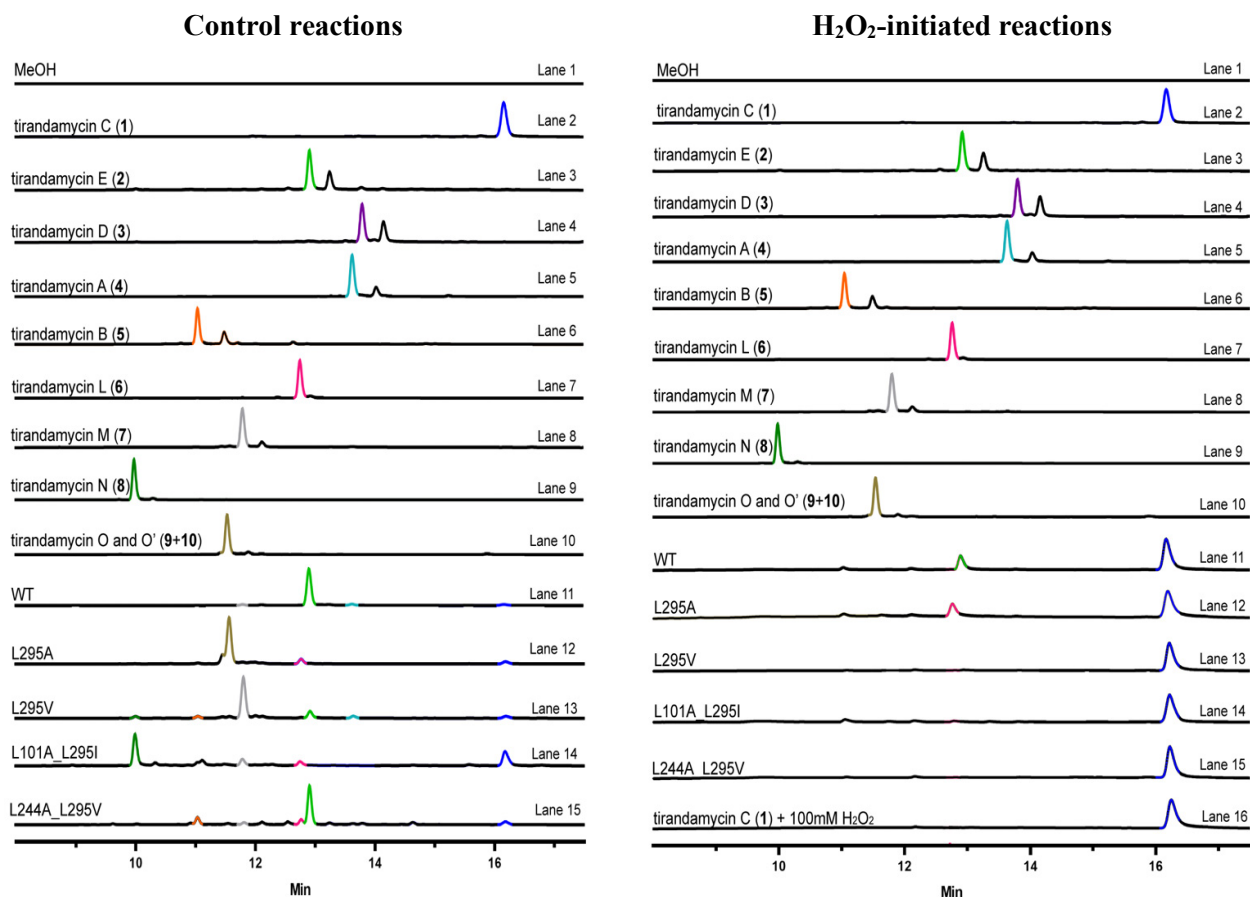 Control reactions
MeOH Lane 1
tirandamycin C (1) Lane 2
tirandamycin E (2) Lane 3
tirandamycin D (3) Lane 4
tirandamycin A (4) Lane 5
tirandamycin B (5) Lane 6
tirandamycin L (6) Lane 7
tirandamycin M (7) Lane 8
tirandamycin N (8) Lane 9
tirandamycin O and O' (9+10) Lane 10
WT Lane 11
L295A Lane 12
L295V Lane 13
L101A_L295I Lane 14
L244A_L295V Lane 15
10 12 14 16
Min
H₂O₂-initiated reactions
MeOH Lane 1
tirandamycin C (1) Lane 2
tirandamycin E (2) Lane 3
tirandamycin D (3) Lane 4
tirandamycin A (4) Lane 5
tirandamycin B (5) Lane 6
tirandamycin L (6) Lane 7
tirandamycin M (7) Lane 8
tirandamycin N (8) Lane 9
tirandamycin O and O' (9+10) Lane 10
WT Lane 11
L295A Lane 12
L295V Lane 13
L101A_L295I Lane 14
L244A_L295V Lane 15
tirandamycin C (1) + 100mM H₂O₂ Lane 16
10 12 14 16
Min